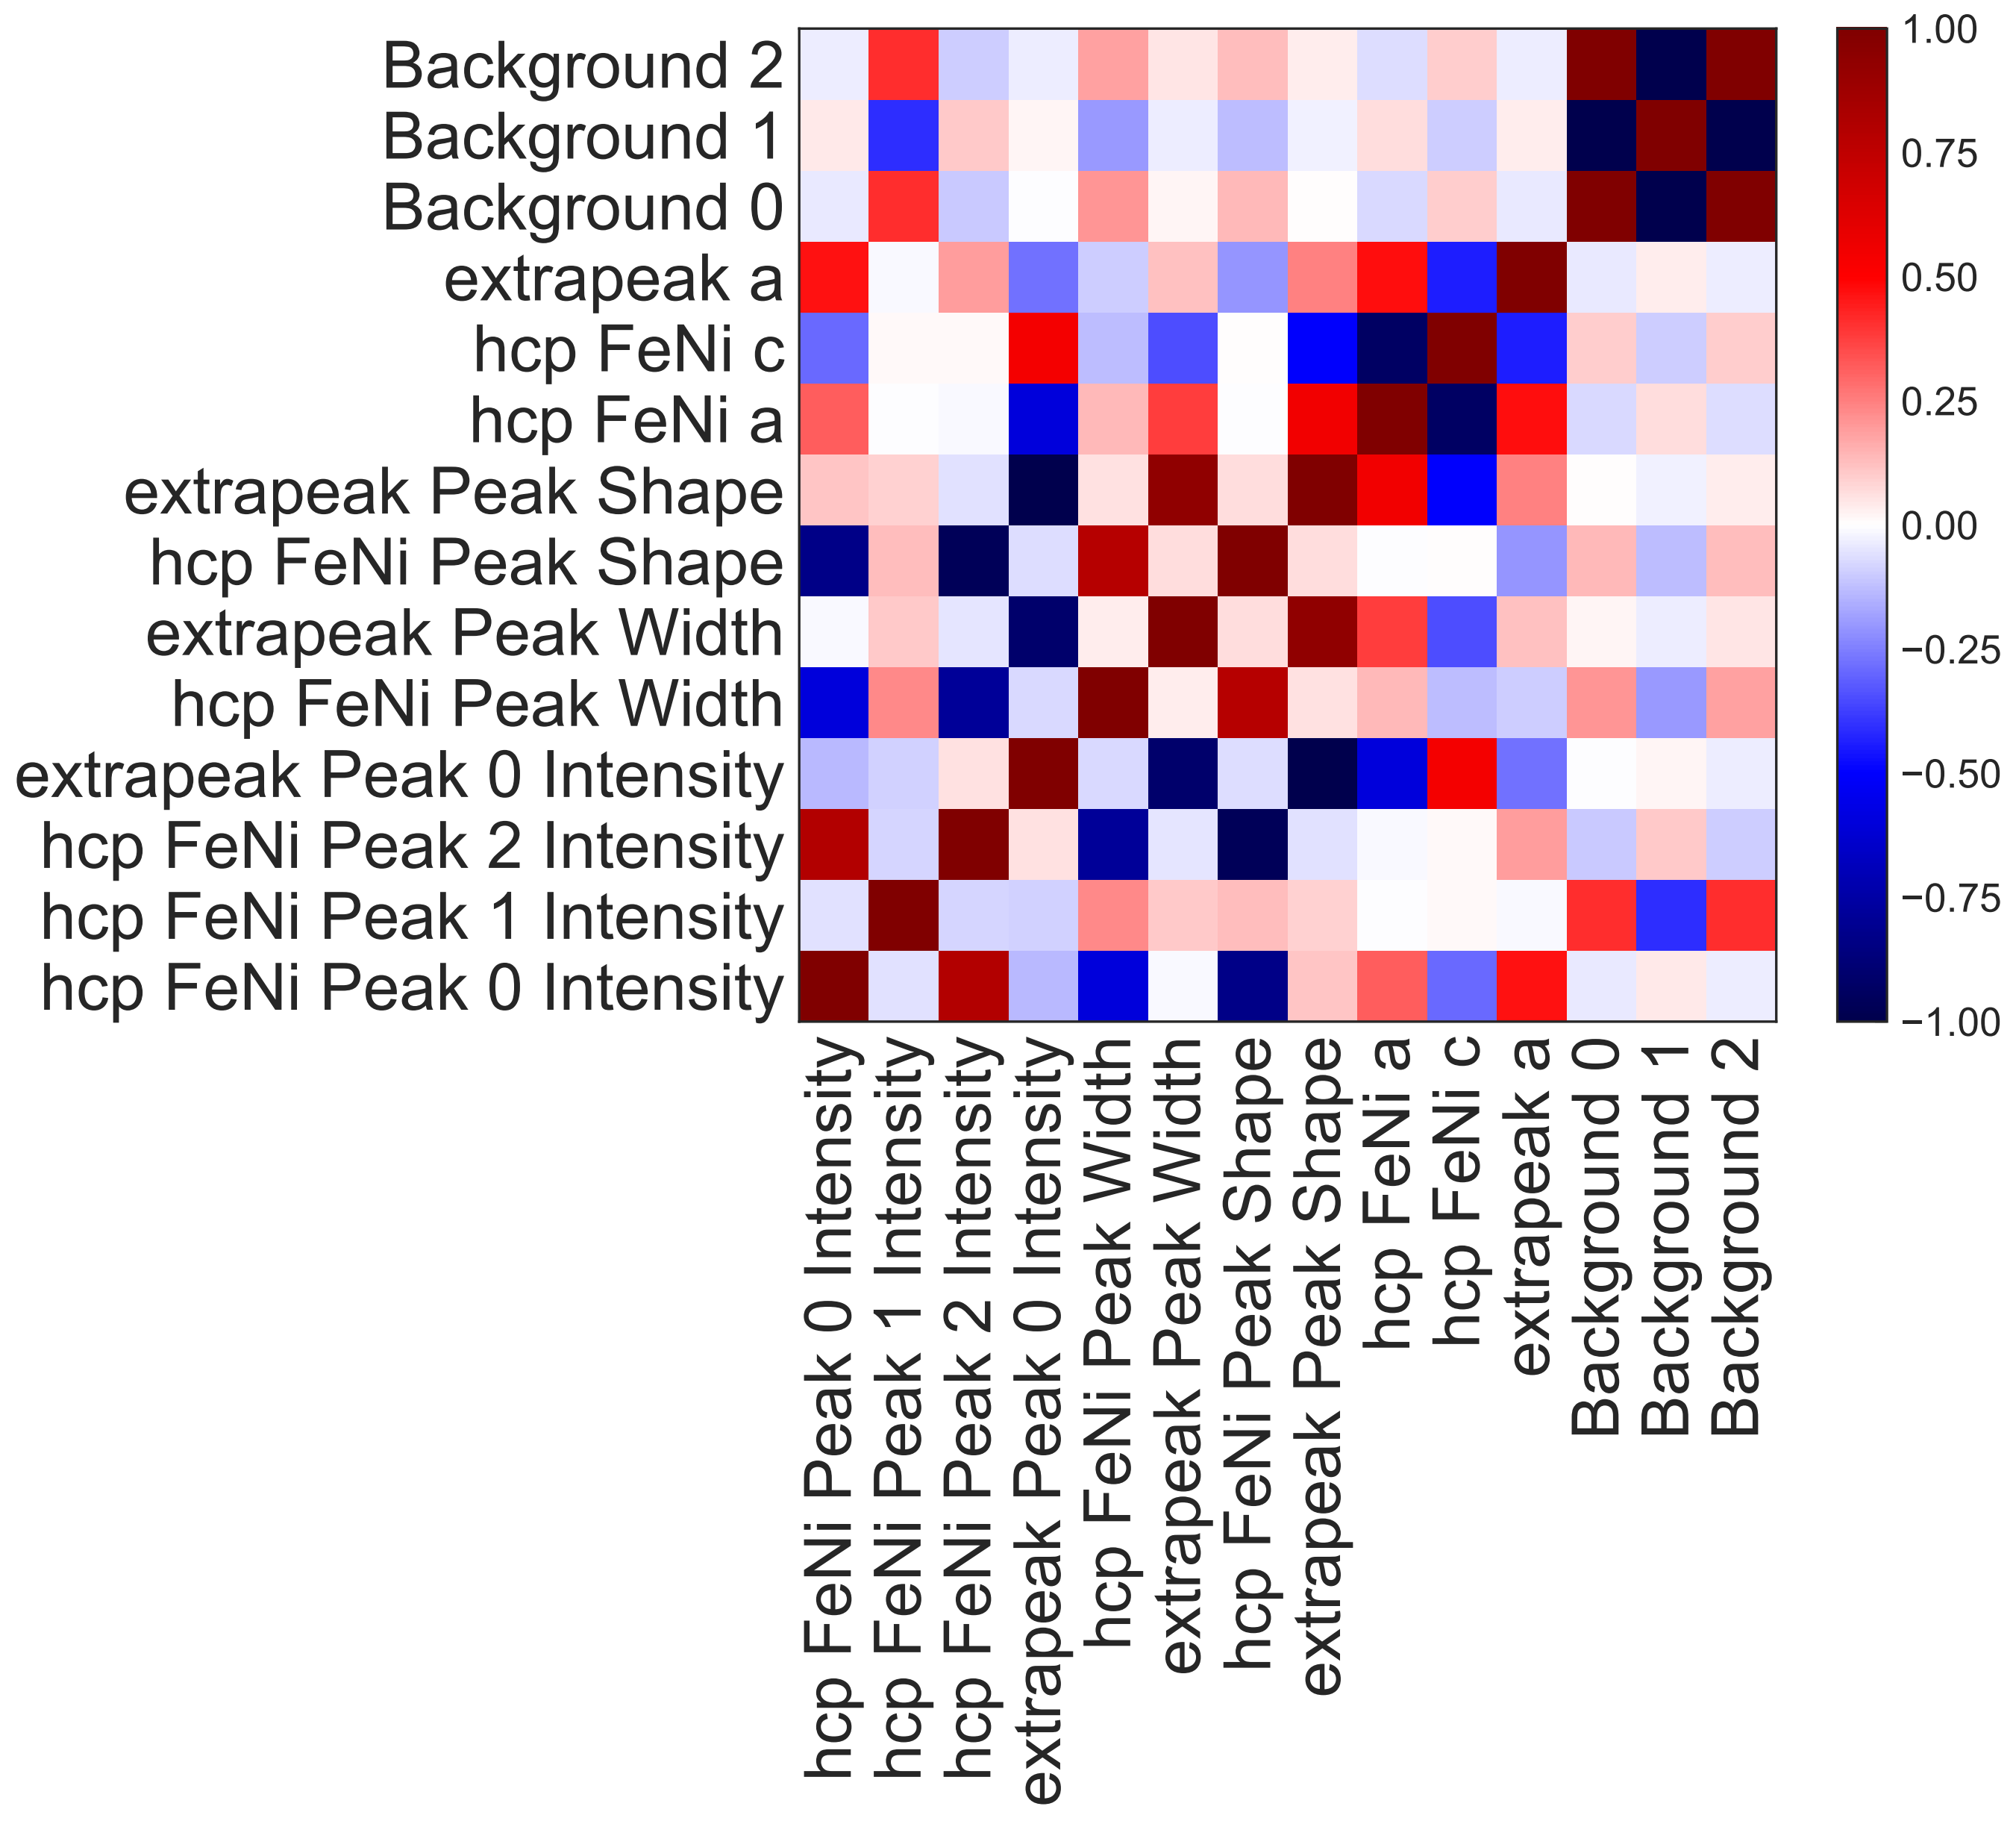 Background 2
Background 1
Background 0
extrapeak a
hcp FeNi c
hcp FeNi a
extrapeak Peak Shape
hcp FeNi Peak Shape
extrapeak Peak Width
hcp FeNi Peak Width
extrapeak Peak 0 Intensity
hcp FeNi Peak 2 Intensity
hcp FeNi Peak 1 Intensity
hcp FeNi Peak 0 Intensity
hcp FeNi Peak 0 Intensity
hcp FeNi Peak 1 Intensity
hcp FeNi Peak 2 Intensity
extrapeak Peak 0 Intensity
hcp FeNi Peak Width
extrapeak Peak Width
hcp FeNi Peak Shape
extrapeak Peak Shape
hcp FeNi a
hcp FeNi c
extrapeak a
Background 0
Background 1
Background 2
1.00
0.75
0.50
0.25
0.00
−0.25
−0.50
−0.75
−1.00